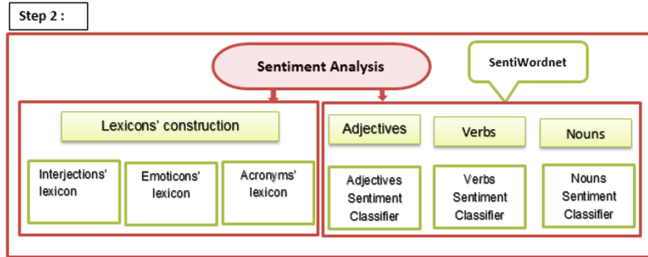 Step 2 :
Sentiment Analysis
SentiWordnet
Lexicons' construction
Adjectives
Verbs
Nouns
Interjections'
lexicon
Emoticons'
lexicon
Acronyms'
lexicon
Adjectives
Sentiment
Classifier
Verbs
Sentiment
Classifier
Nouns
Sentiment
Classifier